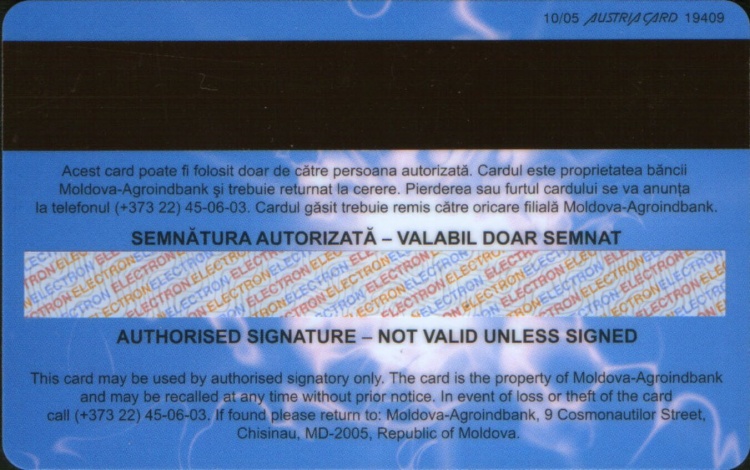 10/05 AUSTRIA CARD 19409
Acest card poate fi folosit doar de către persoana autorizată. Cardul este proprietatea băncii
Moldova-Agroindbank şi trebuie returnat la cerere. Pierderea sau furtul cardului se va anunţa
la telefonul (+373 22) 45-06-03. Cardul găsit trebuie remis către oricare filială Moldova-Agroindbank.
SEMNĂTURA AUTORIZATĂ – VALABIL DOAR SEMNAT
ELECTRON ELECTRON ELECTRON ELECTRON ELECTRON
AUTHORISED SIGNATURE – NOT VALID UNLESS SIGNED
This card may be used by authorised signatory only. The card is the property of Moldova-Agroindbank
and may be recalled at any time without prior notice. In event of loss or theft of the card
call (+373 22) 45-06-03. If found please return to: Moldova-Agroindbank, 9 Cosmonautilor Street,
Chisinau, MD-2005, Republic of Moldova.